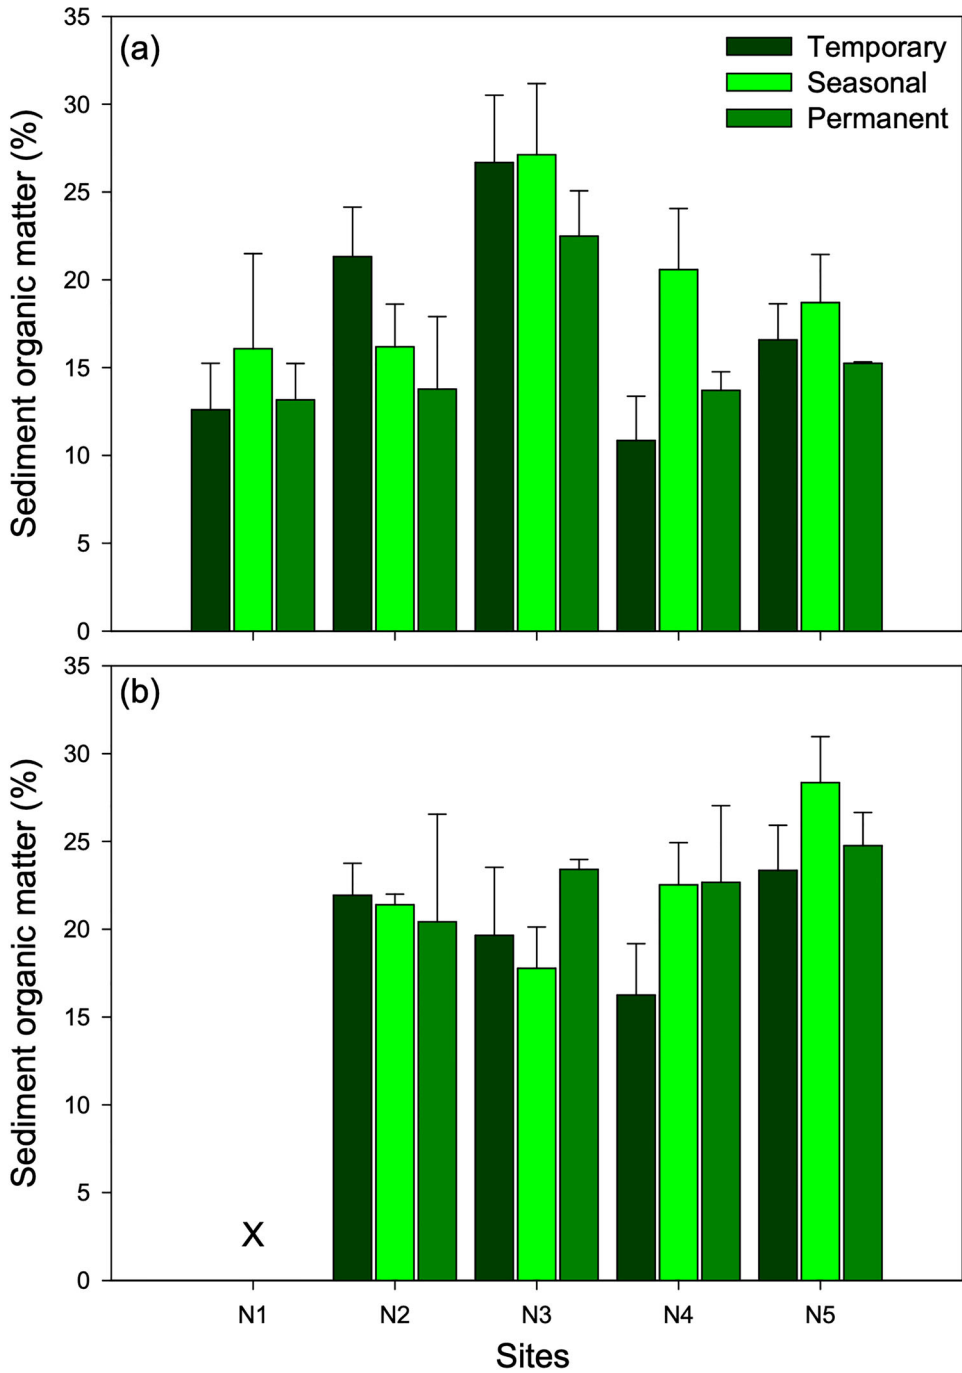 (a)
Temporary
Seasonal
Permanent
Sediment organic matter (%)
35
30
25
20
15
10
5
0
(b)
Sediment organic matter (%)
35
30
25
20
15
10
5
0
X
N1 N2 N3 N4 N5
Sites